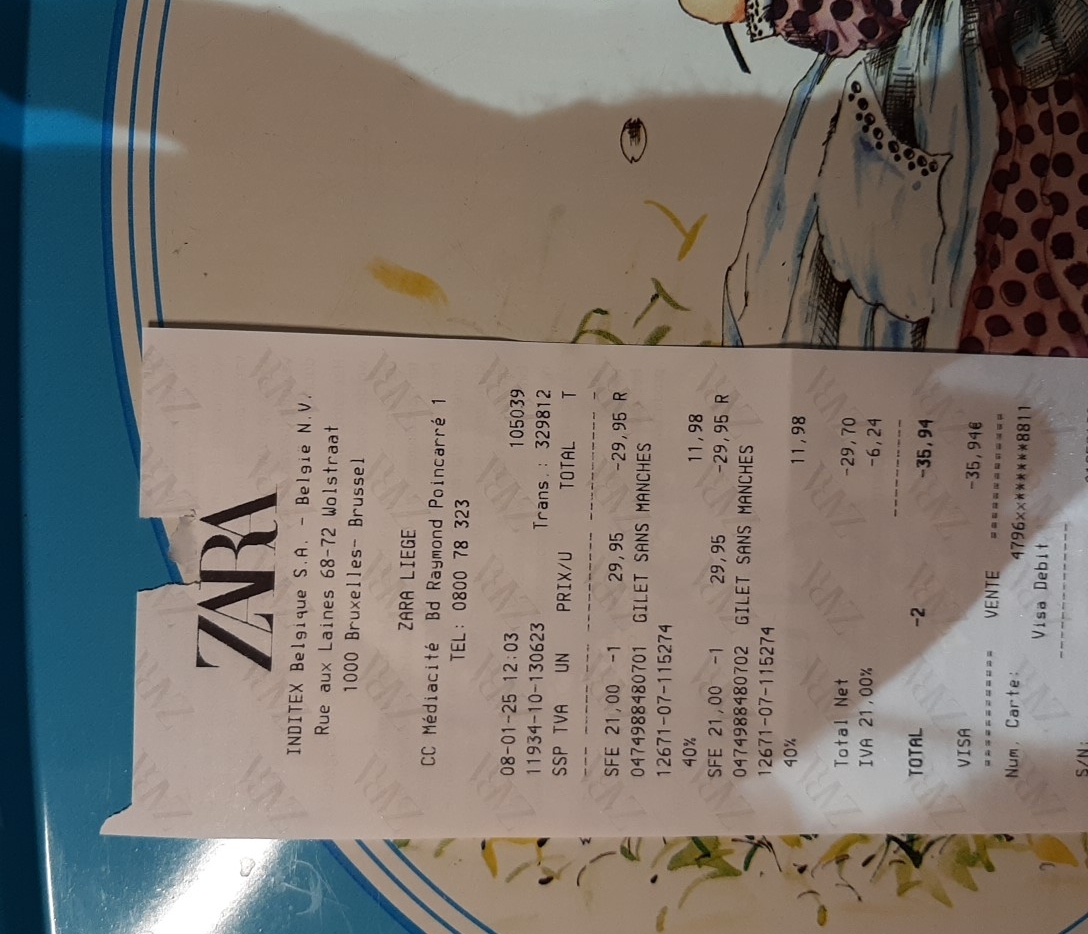 ZARA
INDITEX Belgique S.A. - Belgie N.V.
Rue aux Laines 68-72 Wolstraat
1000 Bruxelles- Brussel
ZARA LIEGE
CC Médiacité Bd Raymond Poincarré 1
TEL: 0800 78 323
08-01-25 12:03 105039
11934-10-130623 Trans.: 329812
SSP TVA UN PRIX/U TOTAL T
SFE 21,00 -1 29,95 -29,95 R
0474988480701 GILET SANS MANCHES
12671-07-115274
40% 11,98
SFE 21,00 -1 29,95 -29,95 R
0474988480702 GILET SANS MANCHES
12671-07-115274
40% 11,98
Total Net -29,70
IVA 21,00% -6,24
TOTAL -2 -35,94
VISA -35,94€
========== VENTE ==========
Num. Carte: 4796********8811
Visa Debit
S/N: